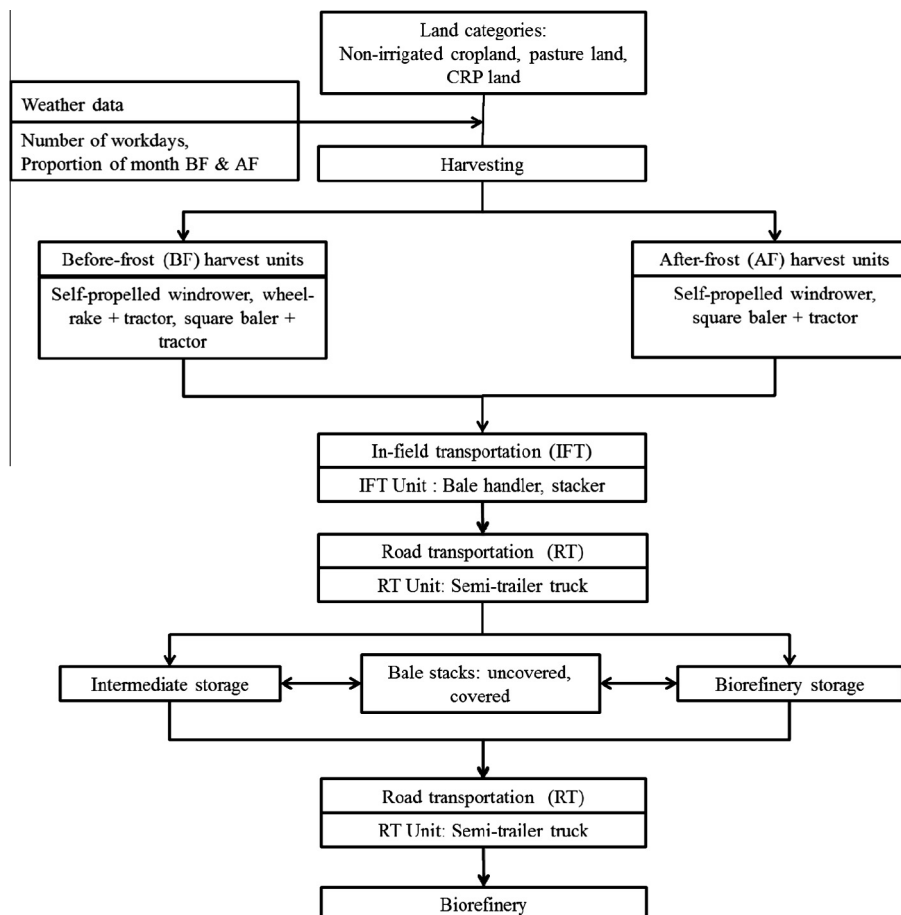 Land categories:
Non-irrigated cropland, pasture land,
CRP land
Weather data
Number of workdays,
Proportion of month BF & AF
Harvesting
Before-frost (BF) harvest units
Self-propelled windrower, wheel-
rake + tractor, square baler +
tractor
After-frost (AF) harvest units
Self-propelled windrower,
square baler + tractor
In-field transportation (IFT)
IFT Unit : Bale handler, stacker
Road transportation (RT)
RT Unit: Semi-trailer truck
Intermediate storage
Bale stacks: uncovered,
covered
Biorefinery storage
Road transportation (RT)
RT Unit: Semi-trailer truck
Biorefinery